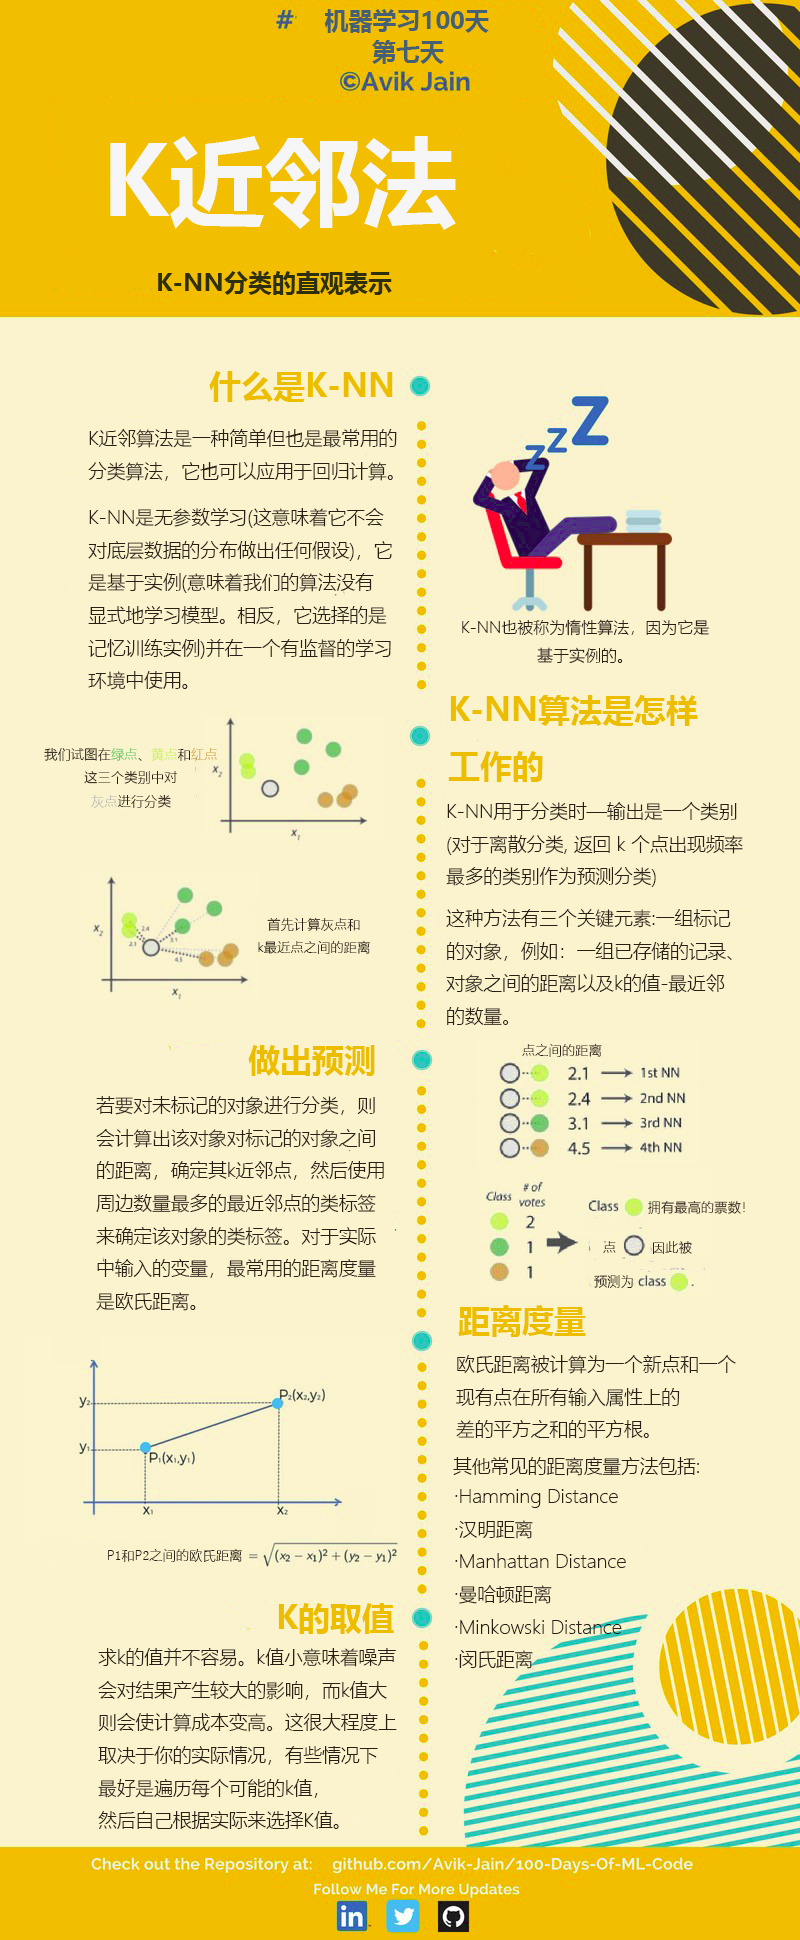 # 机器学习100天
第七天
©Avik Jain
K近邻法
K-NN分类的直观表示
什么是K-NN
K近邻算法是一种简单但也是最常用的
分类算法，它也可以应用于回归计算。
K-NN是无参数学习(这意味着它不会
对底层数据的分布做出任何假设)，它
是基于实例(意味着我们的算法没有
显式地学习模型。相反，它选择的是
记忆训练实例)并在一个有监督的学习
环境中使用。
Z Z Z
K-NN也被称为惰性算法，因为它是
基于实例的。
我们试图在绿点、黄点和红点
这三个类别中对
灰点进行分类
x₂
x₁
x₂
2.4
2.1
3.1
4.5
x₁
首先计算灰点和
k最近点之间的距离
K-NN算法是怎样
工作的
K-NN用于分类时—输出是一个类别
(对于离散分类, 返回 k 个点出现频率
最多的类别作为预测分类)
这种方法有三个关键元素:一组标记
的对象，例如：一组已存储的记录、
对象之间的距离以及k的值-最近邻
的数量。
做出预测
若要对未标记的对象进行分类，则
会计算出该对象对标记的对象之间
的距离，确定其k近邻点，然后使用
周边数量最多的最近邻点的类标签
来确定该对象的类标签。对于实际
中输入的变量，最常用的距离度量
是欧氏距离。
点之间的距离
2.1 1st NN
2.4 2nd NN
3.1 3rd NN
4.5 4th NN
Class # of votes
2
1
1
Class 拥有最高的票数!
点 因此被
预测为 class .
y₂
y₁
P₂(x₂,y₂)
P₁(x₁,y₁)
x₁
x₂
P1和P2之间的欧氏距离 = √(x₂ − x₁)² + (y₂ − y₁)²
距离度量
欧氏距离被计算为一个新点和一个
现有点在所有输入属性上的
差的平方之和的平方根。
其他常见的距离度量方法包括:
·Hamming Distance
·汉明距离
·Manhattan Distance
·曼哈顿距离
·Minkowski Distance
·闵氏距离
K的取值
求k的值并不容易。k值小意味着噪声
会对结果产生较大的影响，而k值大
则会使计算成本变高。这很大程度上
取决于你的实际情况，有些情况下
最好是遍历每个可能的k值，
然后自己根据实际来选择K值。
Check out the Repository at: github.com/Avik-Jain/100-Days-Of-ML-Code
Follow Me For More Updates
in